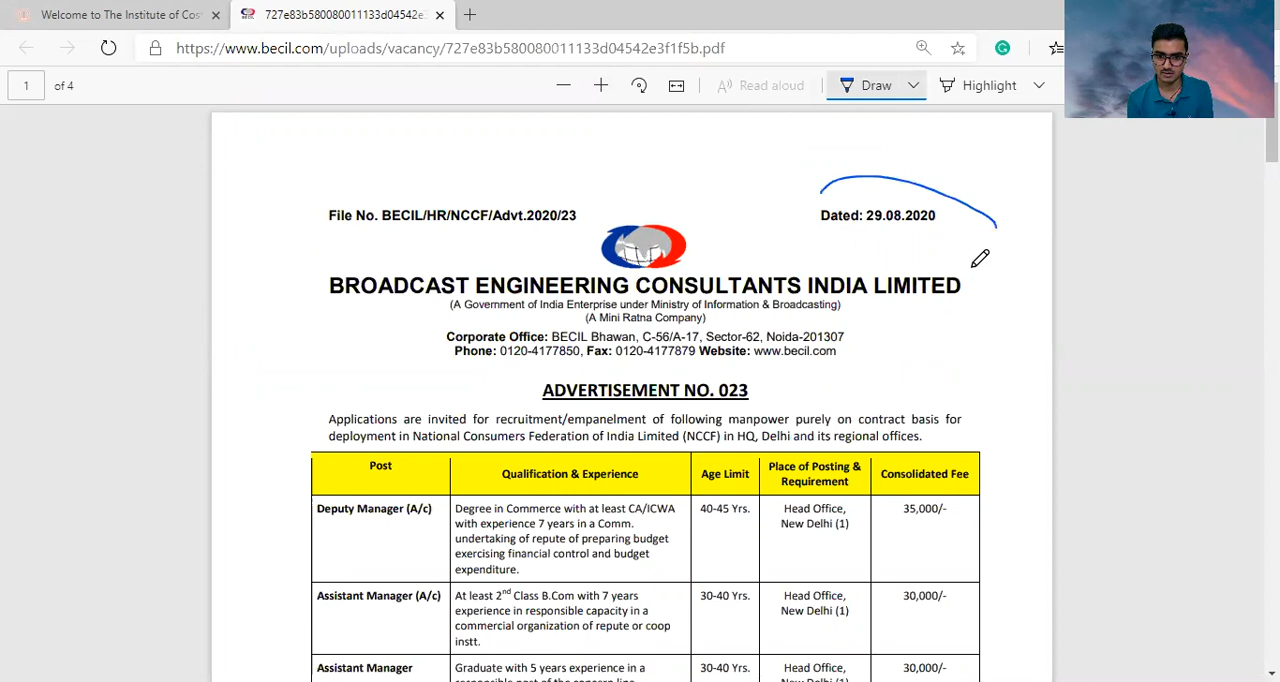 Welcome to The Institute of Cos
727e83b580080011133d04542e
https://www.becil.com/uploads/vacancy/727e83b580080011133d04542e3f1f5b.pdf
1 of 4
Read aloud
Draw
Highlight
File No. BECIL/HR/NCCF/Advt.2020/23
Dated: 29.08.2020
BROADCAST ENGINEERING CONSULTANTS INDIA LIMITED
(A Government of India Enterprise under Ministry of Information & Broadcasting)
(A Mini Ratna Company)
Corporate Office: BECIL Bhawan, C-56/A-17, Sector-62, Noida-201307
Phone: 0120-4177850, Fax: 0120-4177879 Website: www.becil.com
ADVERTISEMENT NO. 023
Applications are invited for recruitment/empanelment of following manpower purely on contract basis for
deployment in National Consumers Federation of India Limited (NCCF) in HQ, Delhi and its regional offices.
Post
Qualification & Experience
Age Limit
Place of Posting &
Requirement
Consolidated Fee
Deputy Manager (A/c)
Degree in Commerce with at least CA/ICWA
with experience 7 years in a Comm.
undertaking of repute of preparing budget
exercising financial control and budget
expenditure.
40-45 Yrs.
Head Office,
New Delhi (1)
35,000/-
Assistant Manager (A/c)
At least 2nd Class B.Com with 7 years
experience in responsible capacity in a
commercial organization of repute or coop
instt.
30-40 Yrs.
Head Office,
New Delhi (1)
30,000/-
Assistant Manager
Graduate with 5 years experience in a
responsible post of the concern line
30-40 Yrs.
Head Office,
New Delhi (1)
30,000/-